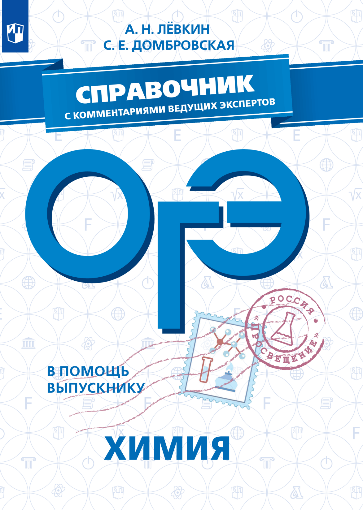 А. Н. ЛЁВКИН
С. Е. ДОМБРОВСКАЯ
СПРАВОЧНИК
С КОММЕНТАРИЯМИ ВЕДУЩИХ ЭКСПЕРТОВ
ОГЭ
РОССИЯ
"ПРОСВЕЩЕНИЕ"
В ПОМОЩЬ
ВЫПУСКНИКУ
ХИМИЯ